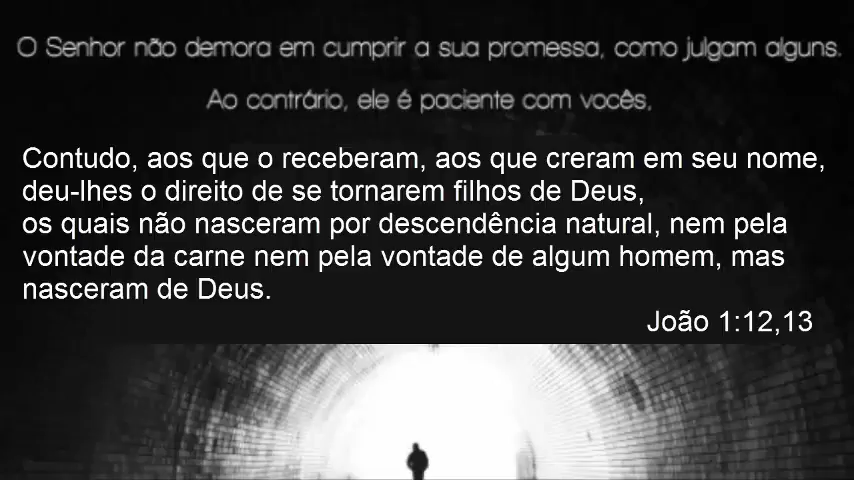 O Senhor não demora em cumprir a sua promessa, como julgam alguns.
Ao contrário, ele é paciente com vocês,
Contudo, aos que o receberam, aos que creram em seu nome,
deu-lhes o direito de se tornarem filhos de Deus,
os quais não nasceram por descendência natural, nem pela
vontade da carne nem pela vontade de algum homem, mas
nasceram de Deus.
João 1:12,13